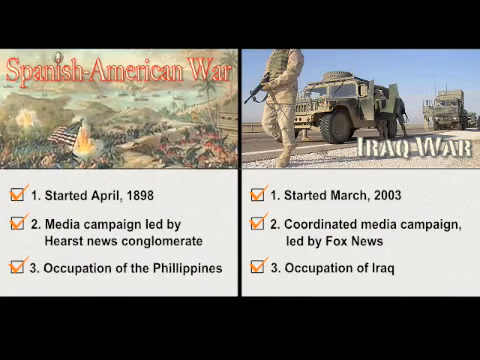 Spanish-American War
1. Started April, 1898
2. Media campaign led by
Hearst news conglomerate
3. Occupation of the Phillippines
Iraq War
1. Started March, 2003
2. Coordinated media campaign,
led by Fox News
3. Occupation of Iraq